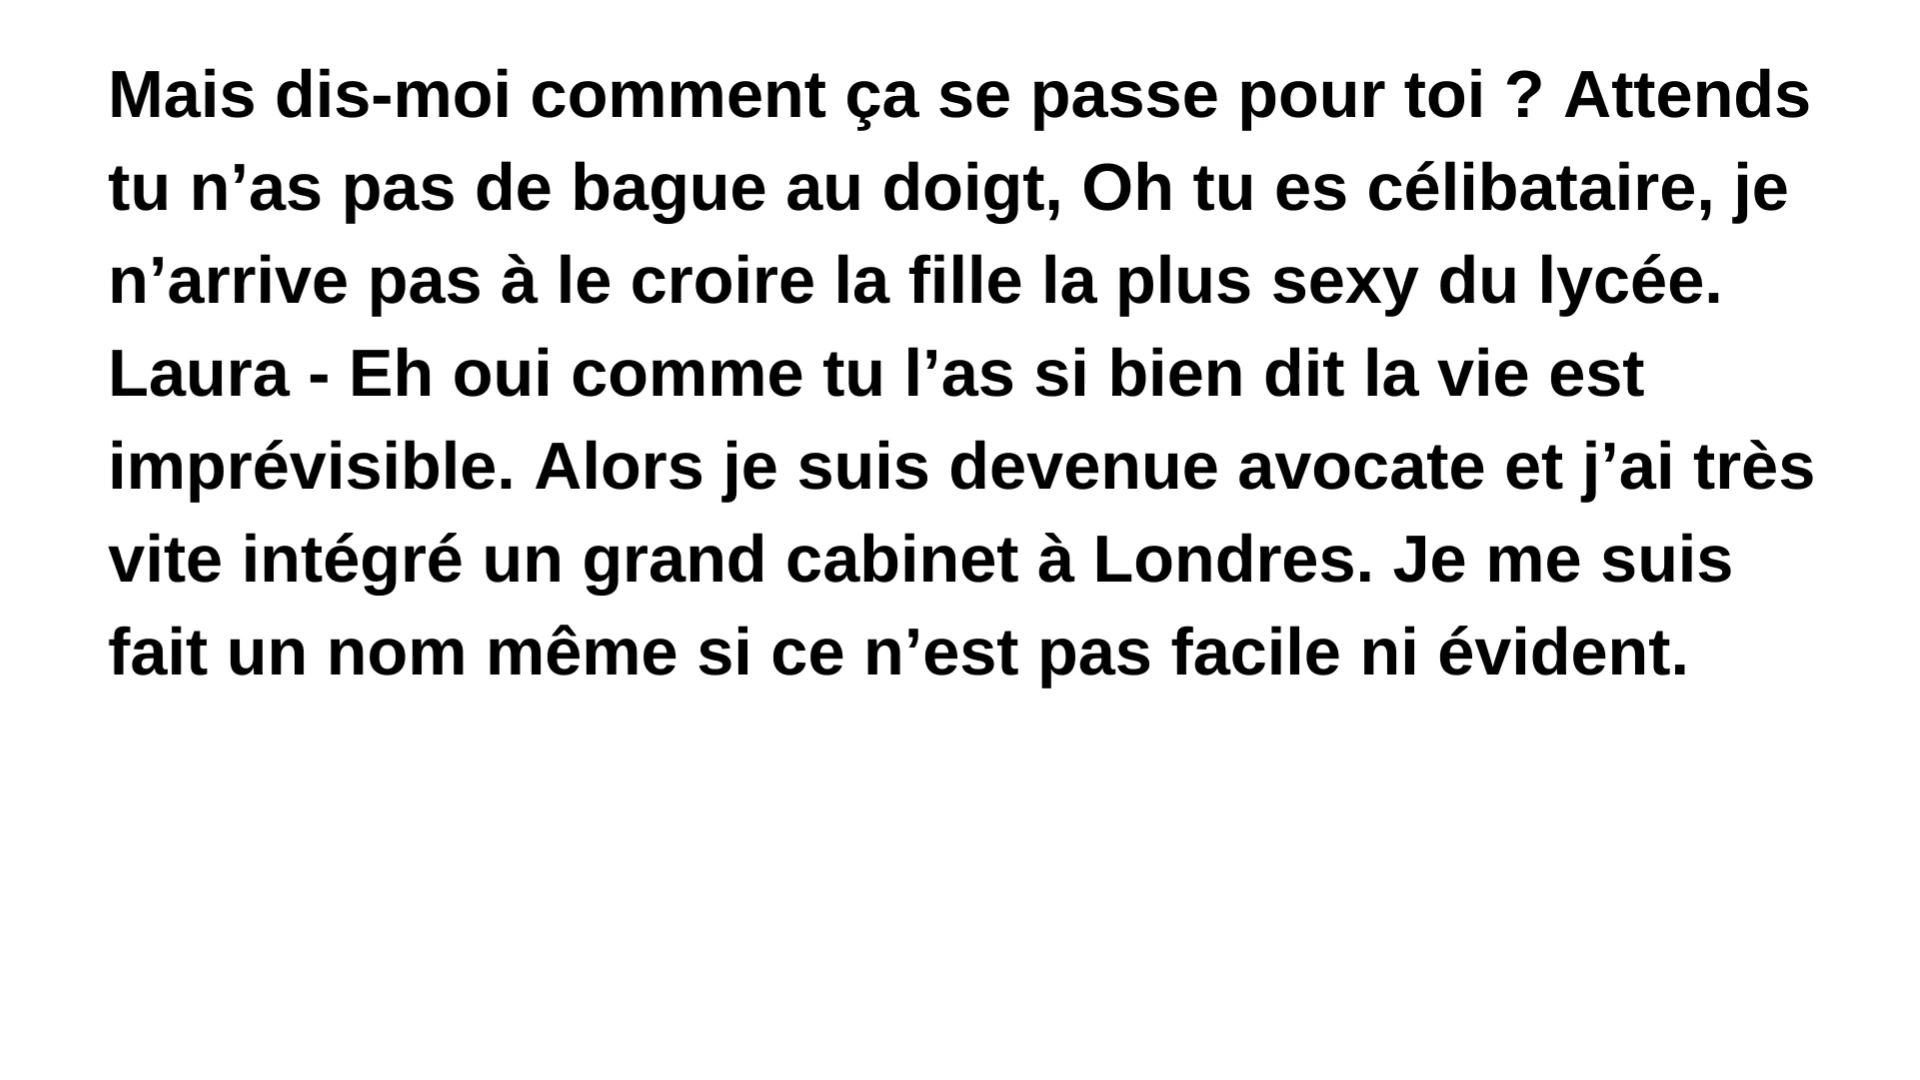 Mais dis-moi comment ça se passe pour toi ? Attends
tu n’as pas de bague au doigt, Oh tu es célibataire, je
n’arrive pas à le croire la fille la plus sexy du lycée.
Laura - Eh oui comme tu l’as si bien dit la vie est
imprévisible. Alors je suis devenue avocate et j’ai très
vite intégré un grand cabinet à Londres. Je me suis
fait un nom même si ce n’est pas facile ni évident.